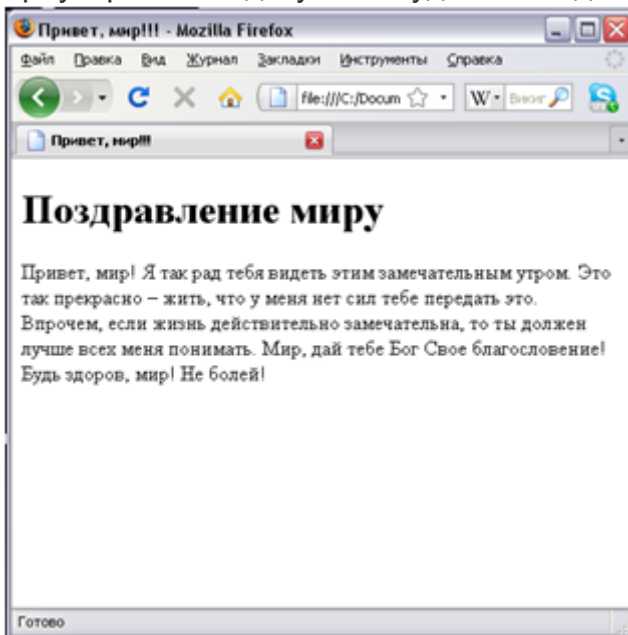 Привет, мир!!! - Mozilla Firefox
Файл Правка Вид Журнал Закладки Инструменты Справка
file:///C:/Docum W
Привет, мир!!!
Поздравление миру
Привет, мир! Я так рад тебя видеть этим замечательным утром. Это
так прекрасно – жить, что у меня нет сил тебе передать это.
Впрочем, если жизнь действительно замечательна, то ты должен
лучше всех меня понимать. Мир, дай тебе Бог Свое благословение!
Будь здоров, мир! Не болей!
Готово